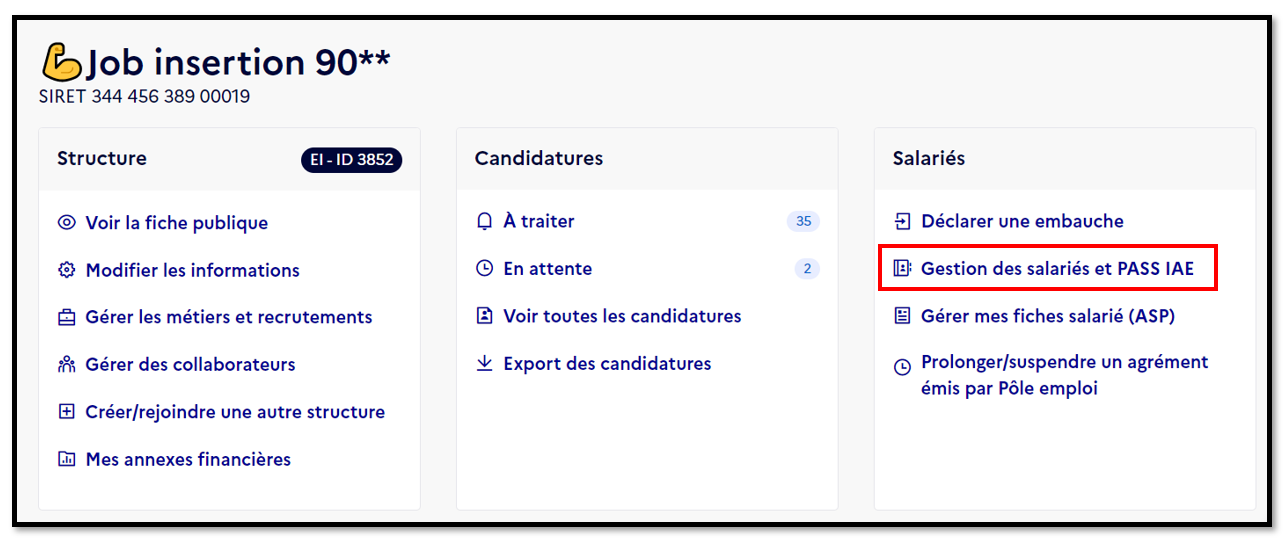 Job insertion 90**
SIRET 344 456 389 00019
Structure
EI - ID 3852
Voir la fiche publique
Modifier les informations
Gérer les métiers et recrutements
Gérer des collaborateurs
Créer/rejoindre une autre structure
Mes annexes financières
Candidatures
À traiter 35
En attente 2
Voir toutes les candidatures
Export des candidatures
Salariés
Déclarer une embauche
Gestion des salariés et PASS IAE
Gérer mes fiches salarié (ASP)
Prolonger/suspendre un agrément
émis par Pôle emploi